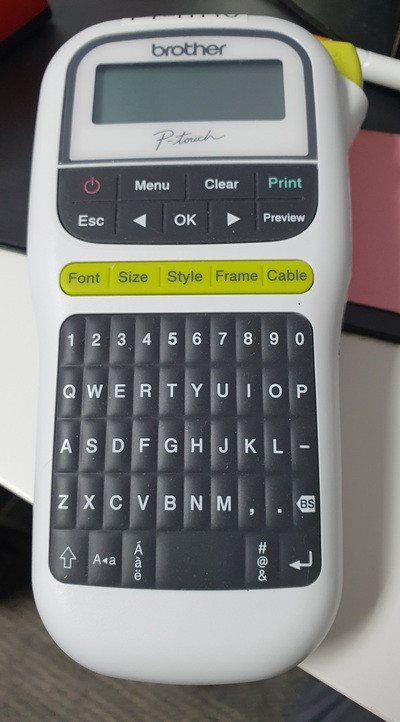 brother
P-touch
Menu Clear Print
Esc ◀ OK ▶ Preview
Font Size Style Frame Cable
1 2 3 4 5 6 7 8 9 0
Q W E R T Y U I O P
A S D F G H J K L –
Z X C V B N M , . BS
A◂a Á à ë # @ &